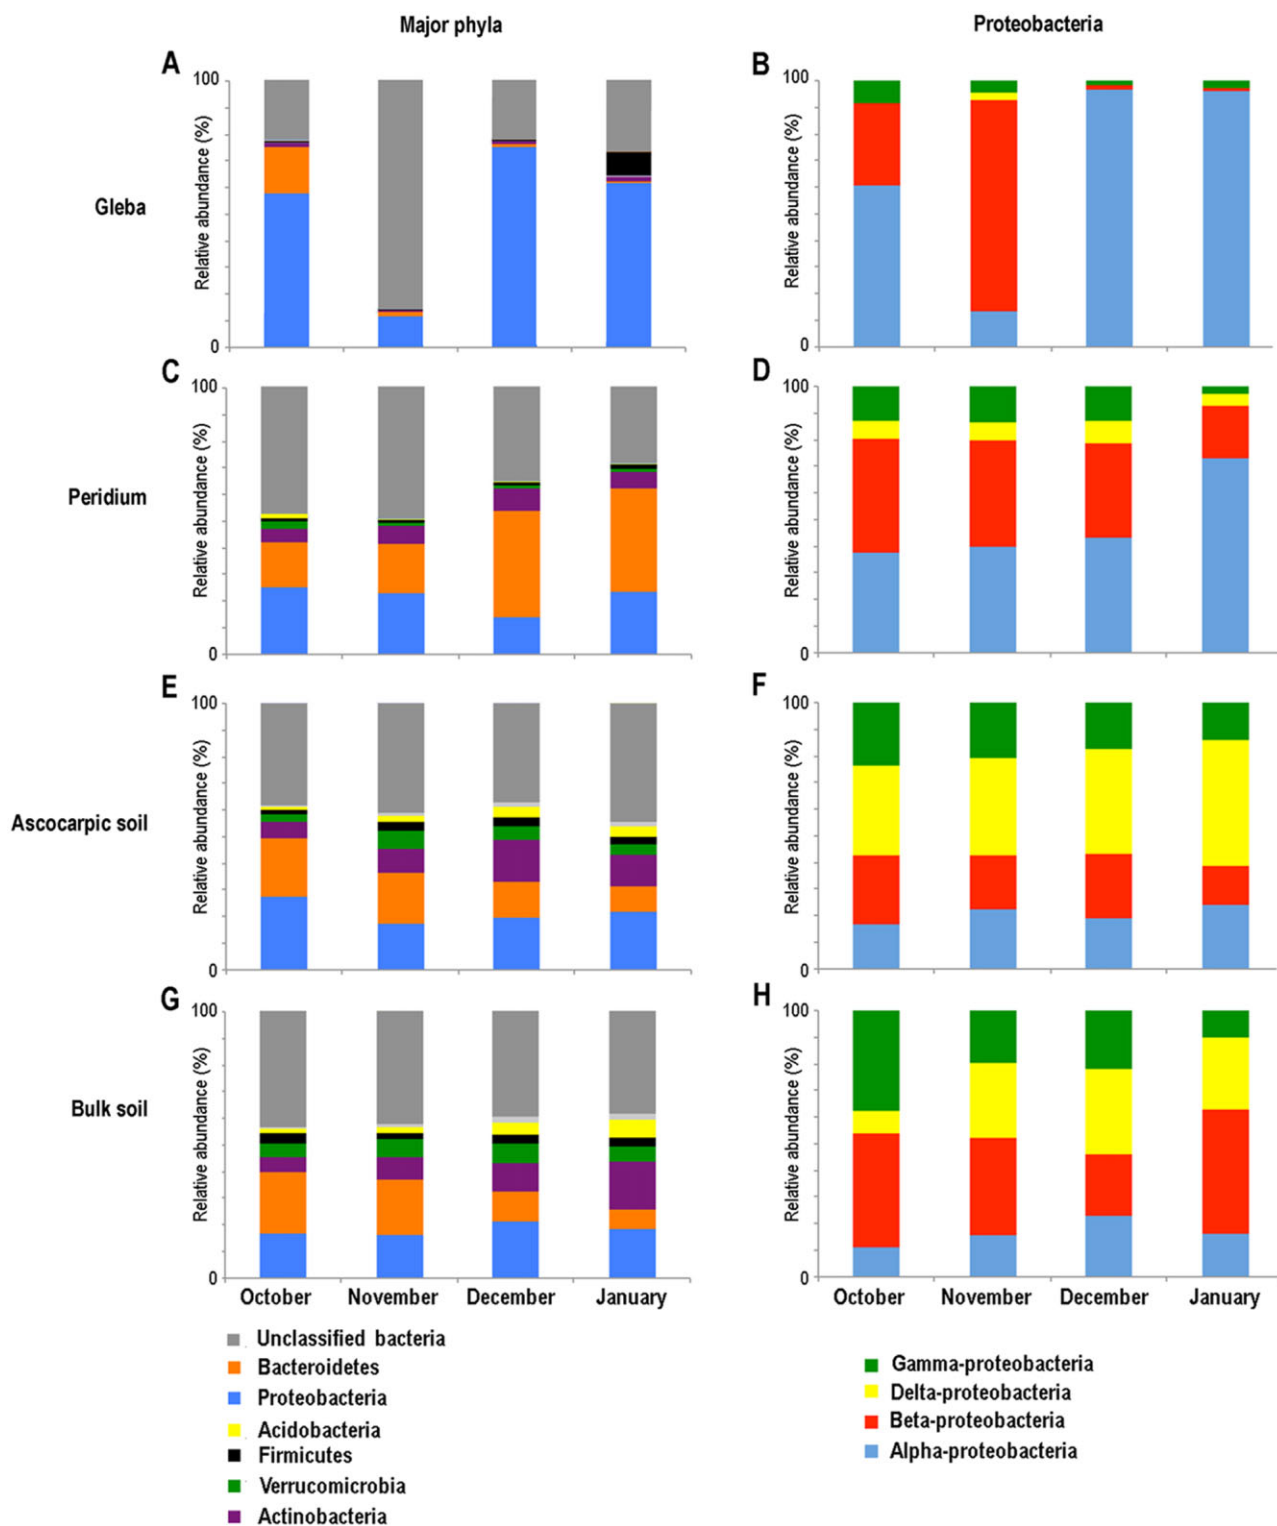 Major phyla
Proteobacteria
A
B
100
100
Relative abundance (%)
Relative abundance (%)
Gleba
0
0
C
D
100
100
Relative abundance (%)
Relative abundance (%)
Peridium
0
0
E
F
100
100
Relative abundance (%)
Relative abundance (%)
Ascocarpic soil
0
0
G
H
100
100
Relative abundance (%)
Relative abundance (%)
Bulk soil
0
0
October November December January
October November December January
Unclassified bacteria
Bacteroidetes
Proteobacteria
Acidobacteria
Firmicutes
Verrucomicrobia
Actinobacteria
Gamma-proteobacteria
Delta-proteobacteria
Beta-proteobacteria
Alpha-proteobacteria